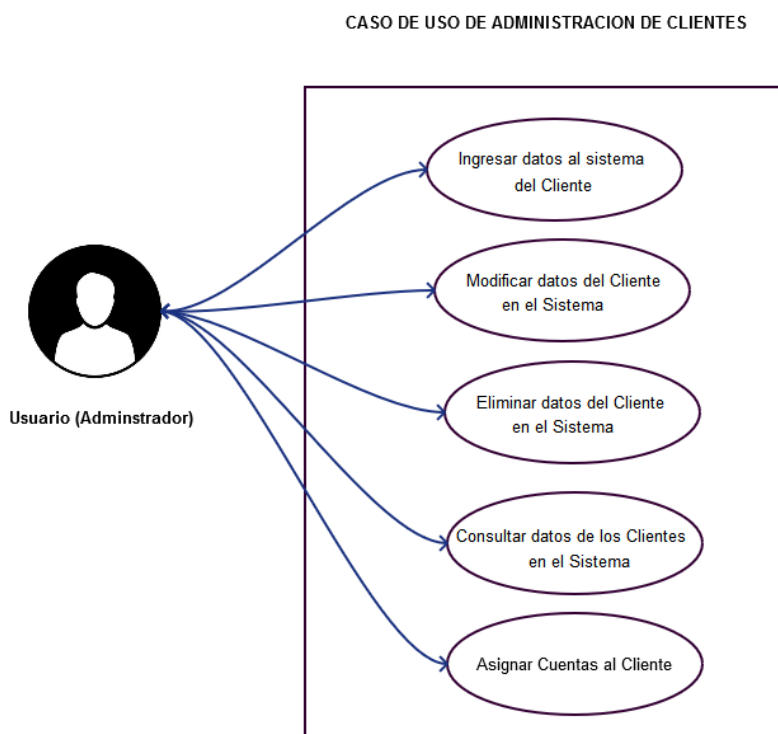 CASO DE USO DE ADMINISTRACION DE CLIENTES
Ingresar datos al sistema
del Cliente
Modificar datos del Cliente
en el Sistema
Usuario (Adminstrador)
Eliminar datos del Cliente
en el Sistema
Consultar datos de los Clientes
en el Sistema
Asignar Cuentas al Cliente